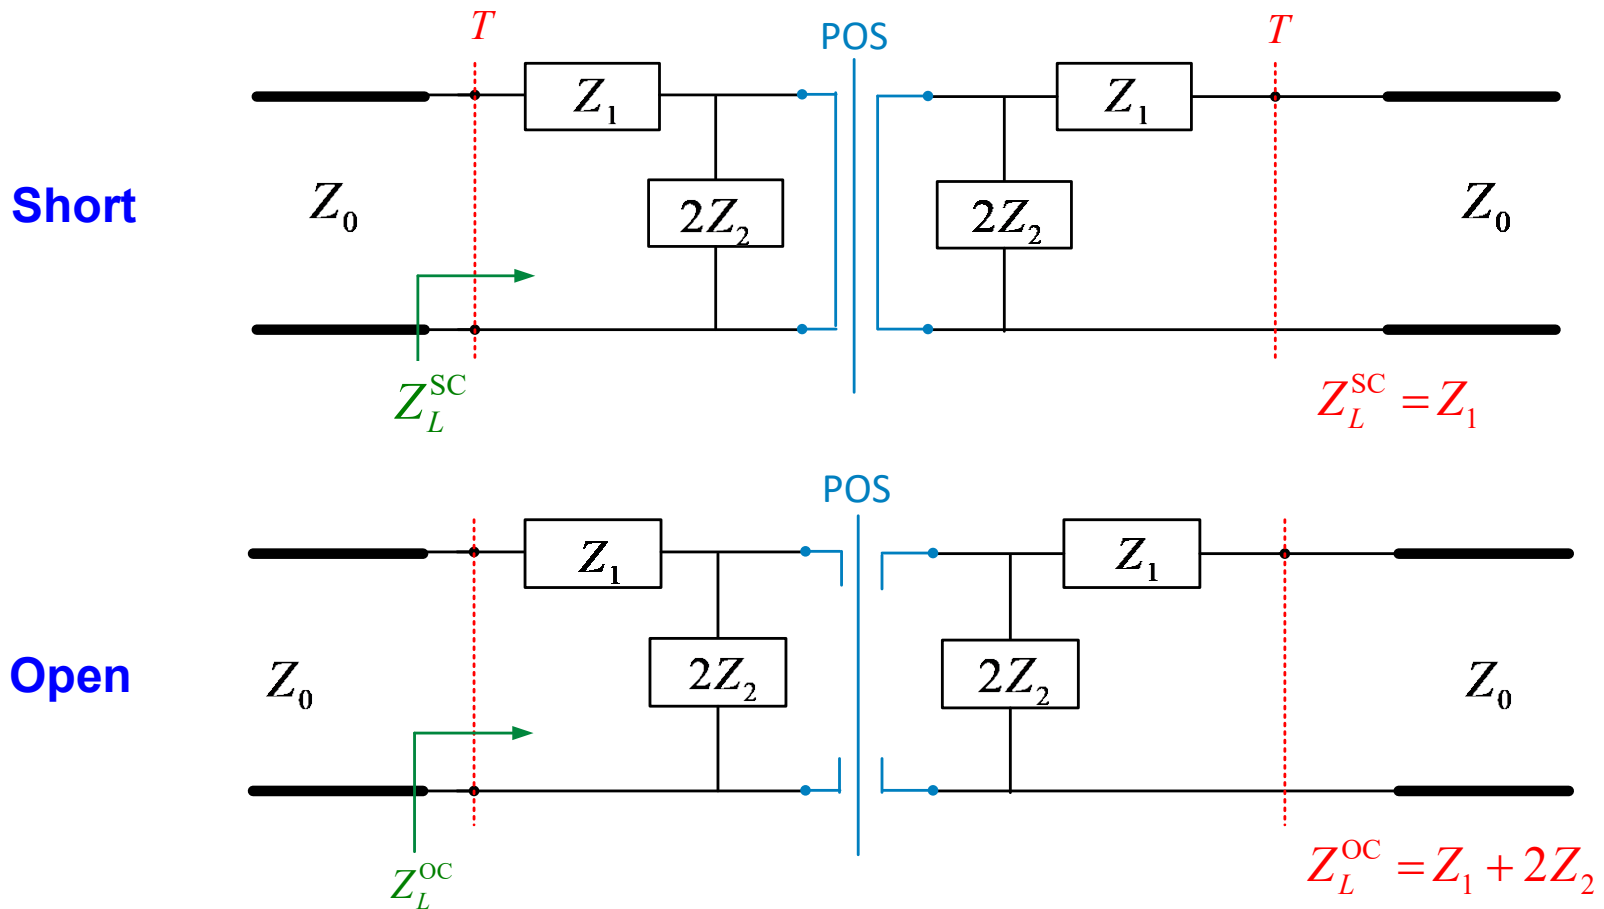 T
T
POS
Z₁
Z₁
Short
Z₀
2Z₂
2Z₂
Z₀
Z_L^SC
Z_L^SC = Z₁
POS
Z₁
Z₁
Open
Z₀
2Z₂
2Z₂
Z₀
Z_L^OC
Z_L^OC = Z₁ + 2Z₂